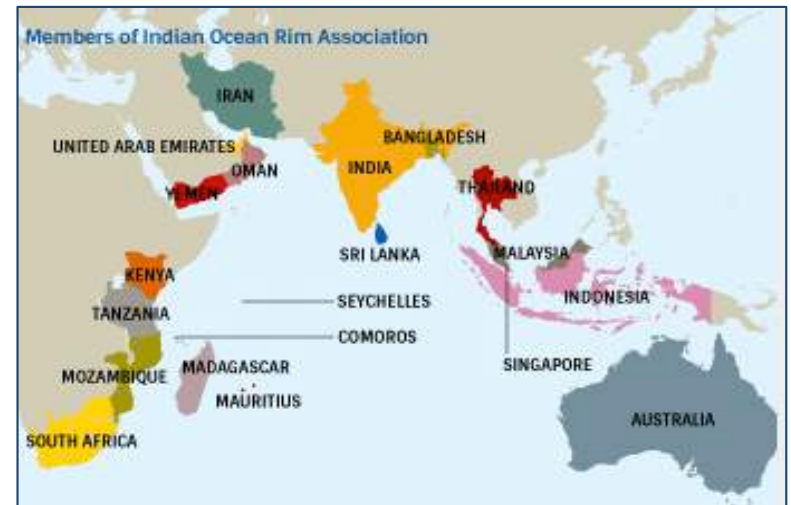 Members of Indian Ocean Rim Association
IRAN
UNITED ARAB EMIRATES
OMAN
YEMEN
INDIA
BANGLADESH
THAILAND
SRI LANKA
MALAYSIA
KENYA
TANZANIA
SEYCHELLES
INDONESIA
COMOROS
MOZAMBIQUE
MADAGASCAR
SINGAPORE
MAURITIUS
AUSTRALIA
SOUTH AFRICA